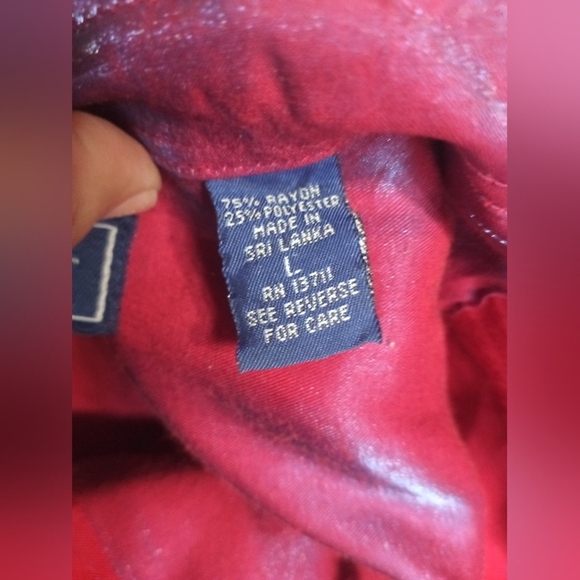 75% RAYON
25% POLYESTER
MADE IN
SRI LANKA
L
RN 13711
SEE REVERSE
FOR CARE